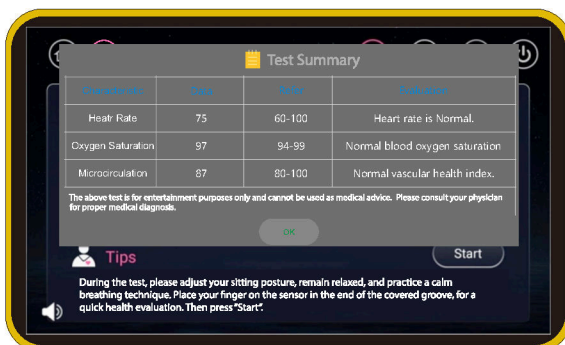 Test Summary
Heatr Rate 75 60-100 Heart rate is Normal.
Oxygen Saturation 97 94-99 Normal blood oxygen saturation
Microcirculation 87 80-100 Normal vascular health index.
The above test is for entertainment purposes only and cannot be used as medical advice. Please consult your physician
for proper medical diagnosis.
OK
Tips
Start
During the test, please adjust your sitting posture, remain relaxed, and practice a calm
breathing technique. Place your finger on the sensor in the end of the covered groove, for a
quick health evaluation. Then press "Start".